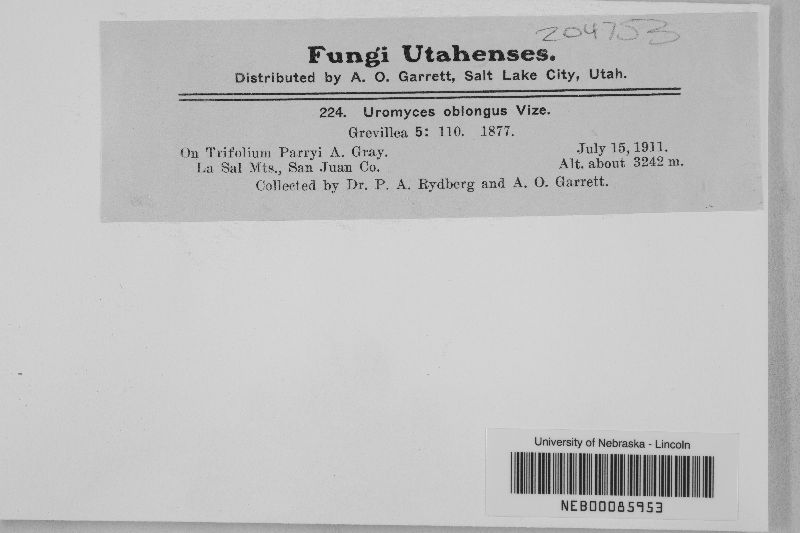 204753
Fungi Utahenses.
Distributed by A. O. Garrett, Salt Lake City, Utah.
224. Uromyces oblongus Vize.
Grevillea 5: 110. 1877.
On Trifolium Parryi A. Gray. July 15, 1911.
La Sal Mts., San Juan Co. Alt. about 3242 m.
Collected by Dr. P. A. Rydberg and A. O. Garrett.
University of Nebraska - Lincoln
NEB00085953